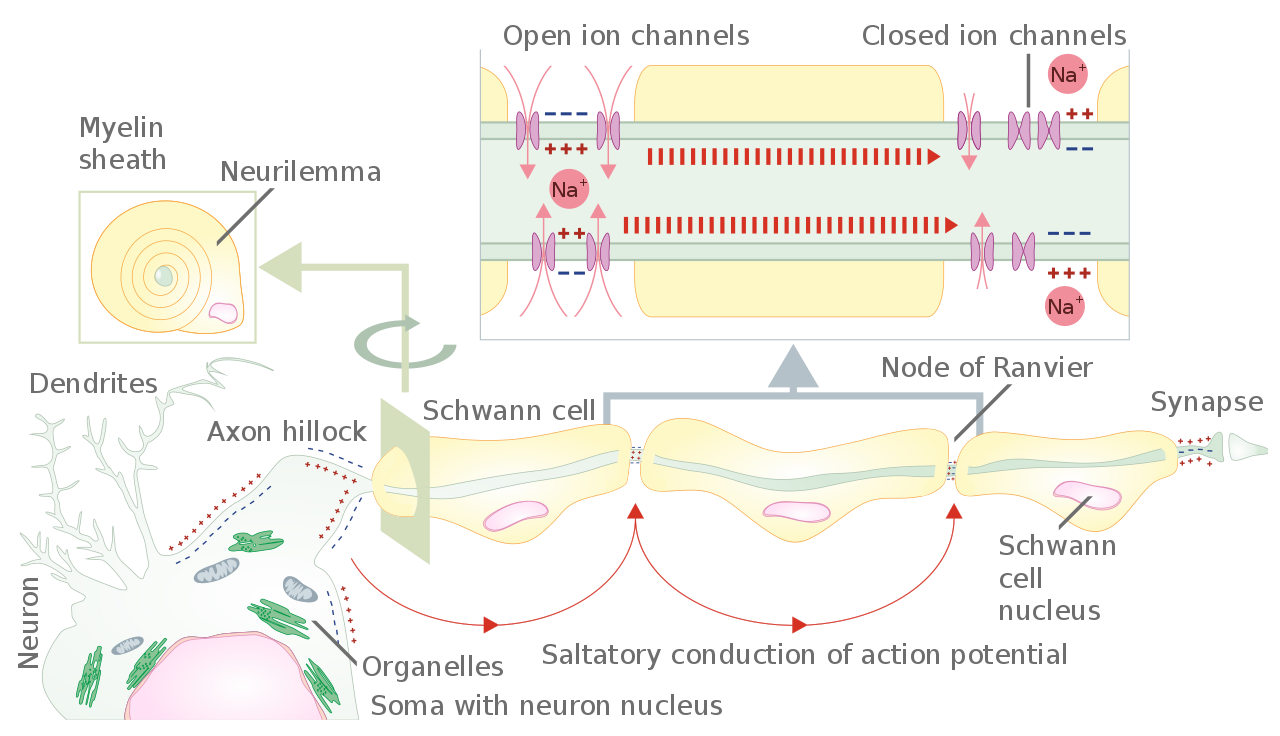 Open ion channels
Closed ion channels
Na+
Na+
Na+
Myelin
sheath
Neurilemma
Dendrites
Axon hillock
Schwann cell
Node of Ranvier
Synapse
Schwann
cell
nucleus
Neuron
Organelles
Saltatory conduction of action potential
Soma with neuron nucleus